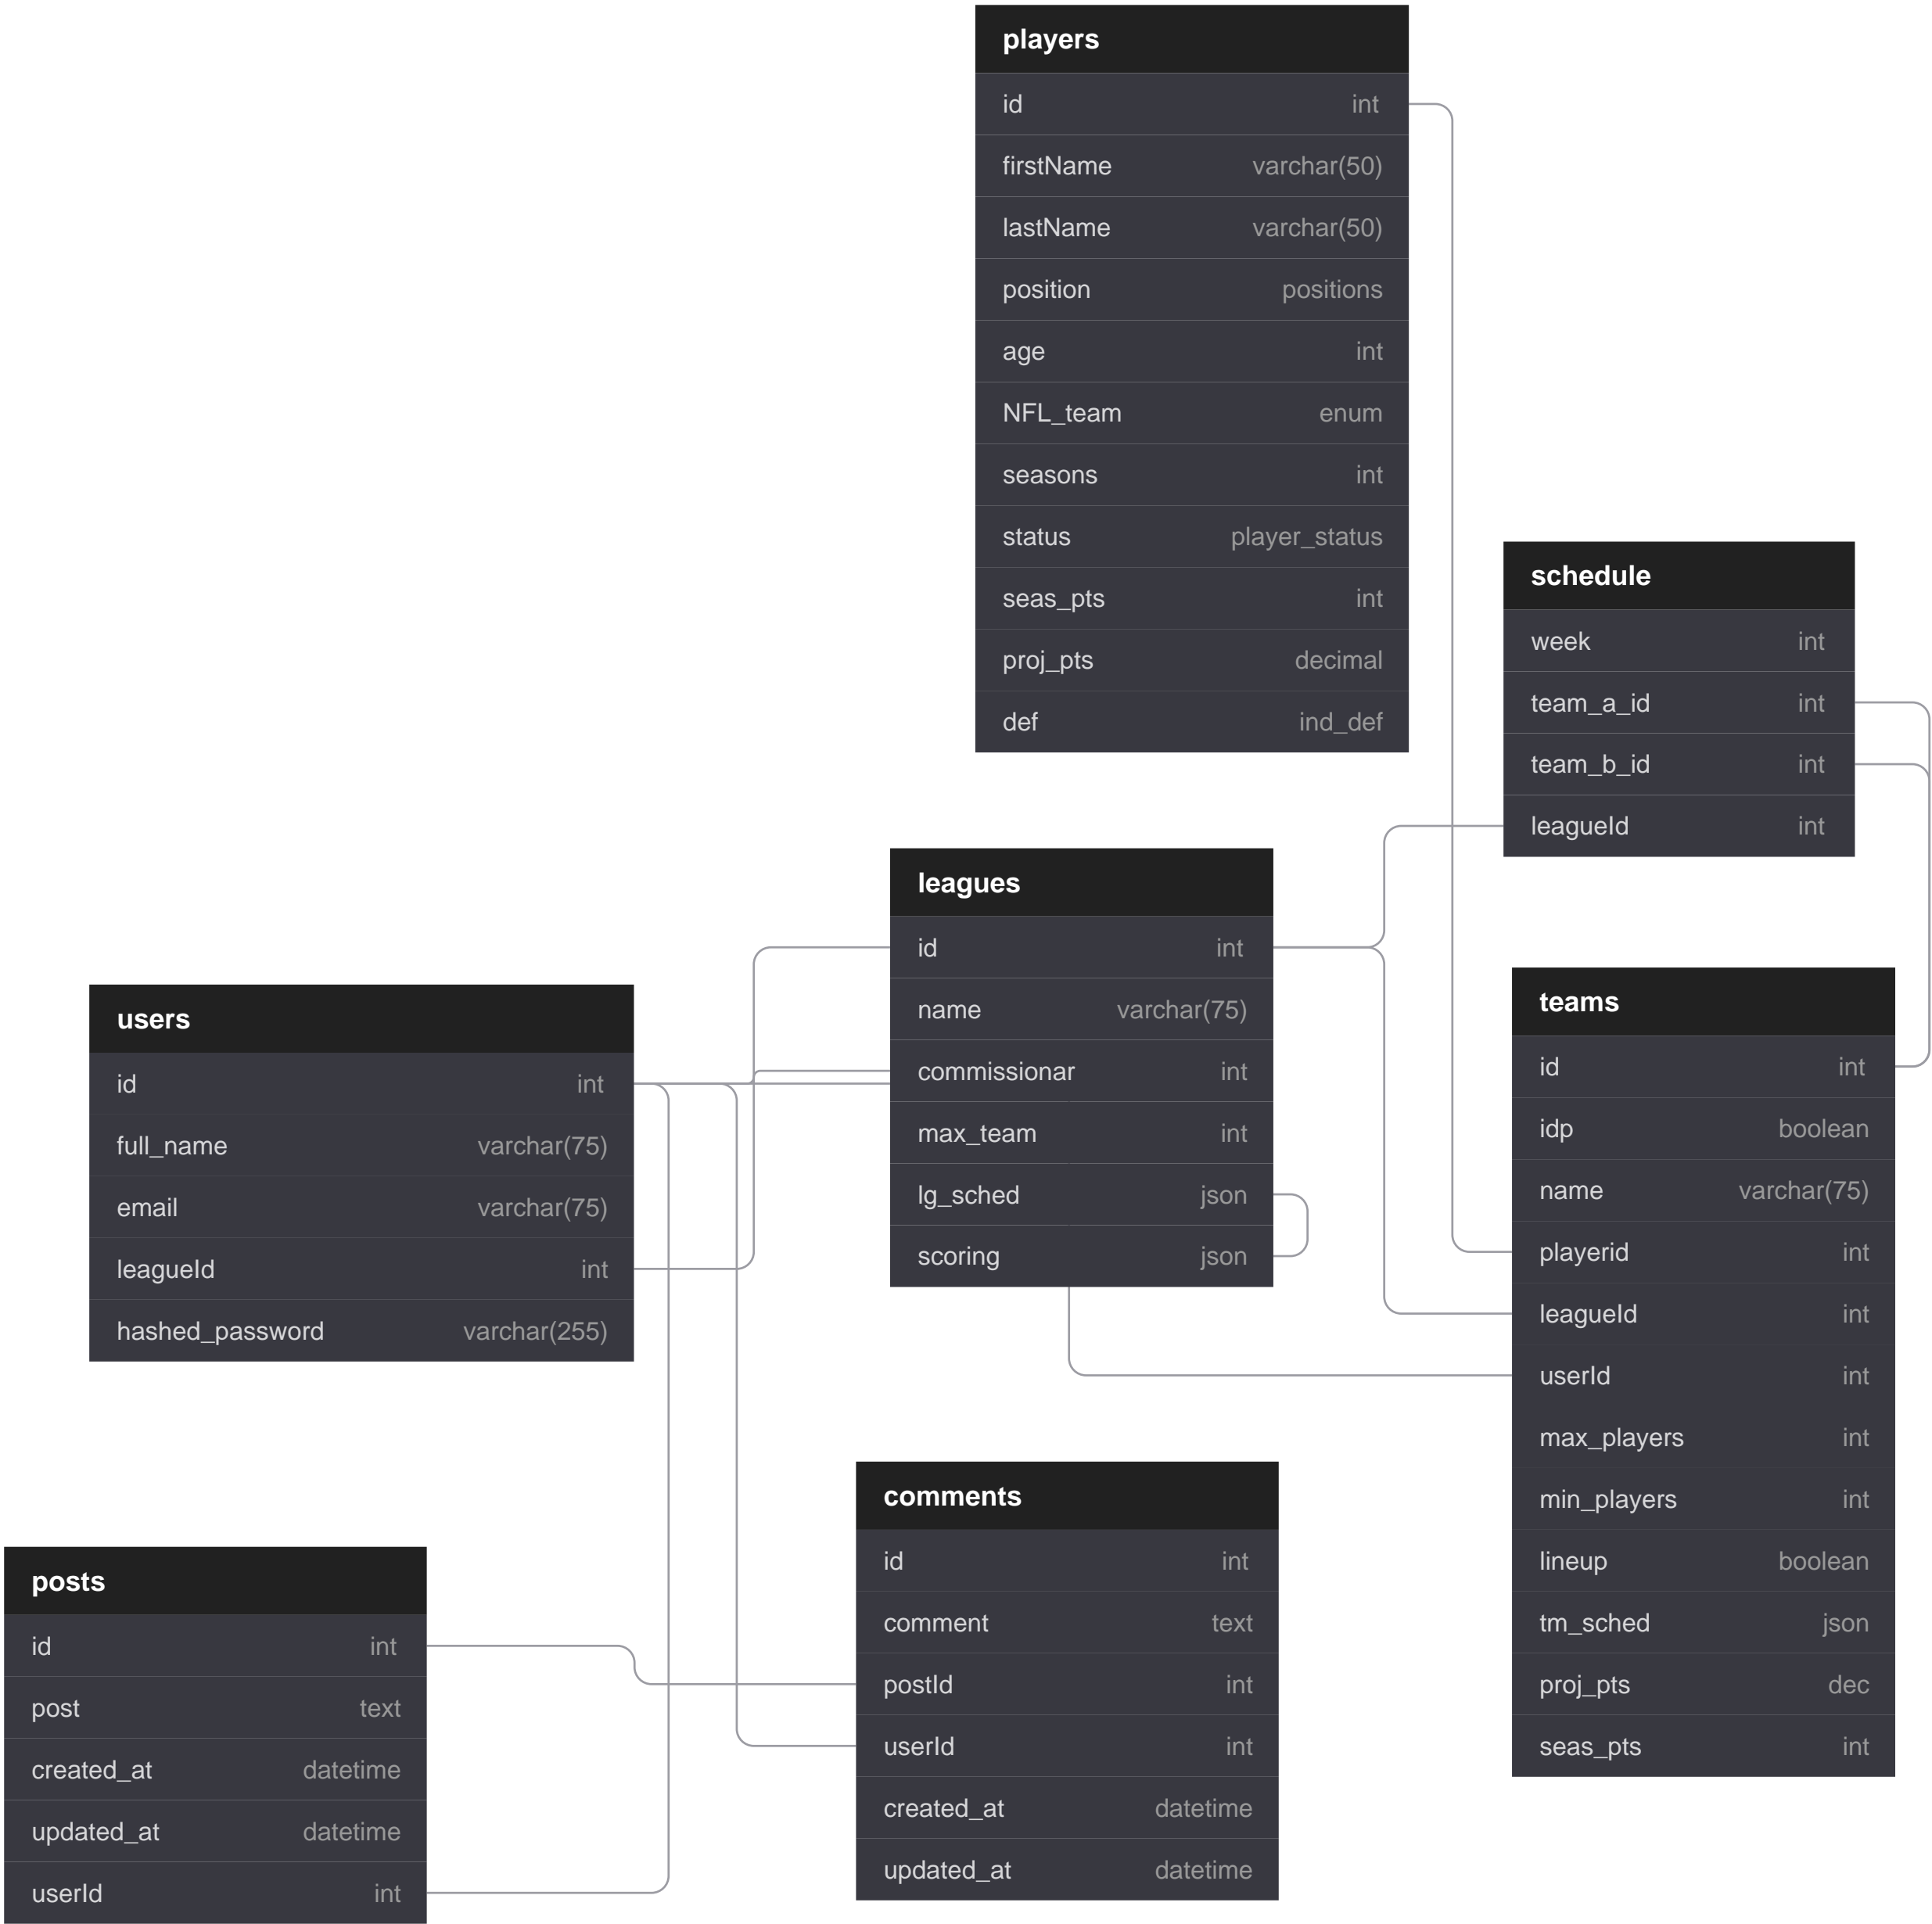 players
id int
firstName varchar(50)
lastName varchar(50)
position positions
age int
NFL_team enum
seasons int
status player_status
seas_pts int
proj_pts decimal
def ind_def
schedule
week int
team_a_id int
team_b_id int
leagueId int
leagues
id int
name varchar(75)
commissionar int
max_team int
lg_sched json
scoring json
users
id int
full_name varchar(75)
email varchar(75)
leagueId int
hashed_password varchar(255)
teams
id int
idp boolean
name varchar(75)
playerid int
leagueId int
userId int
max_players int
min_players int
lineup boolean
tm_sched json
proj_pts dec
seas_pts int
comments
id int
comment text
postId int
userId int
created_at datetime
updated_at datetime
posts
id int
post text
created_at datetime
updated_at datetime
userId int